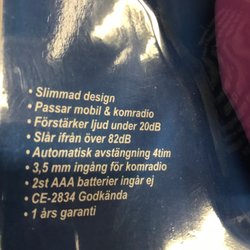 • Slimmad design
• Passar mobil & komradio
• Förstärker ljud under 20dB
• Slår ifrån över 82dB
• Automatisk avstängning 4tim
• 3,5 mm ingång för komradio
• 2st AAA batterier ingår ej
• CE-2834 Godkända
• 1 års garanti